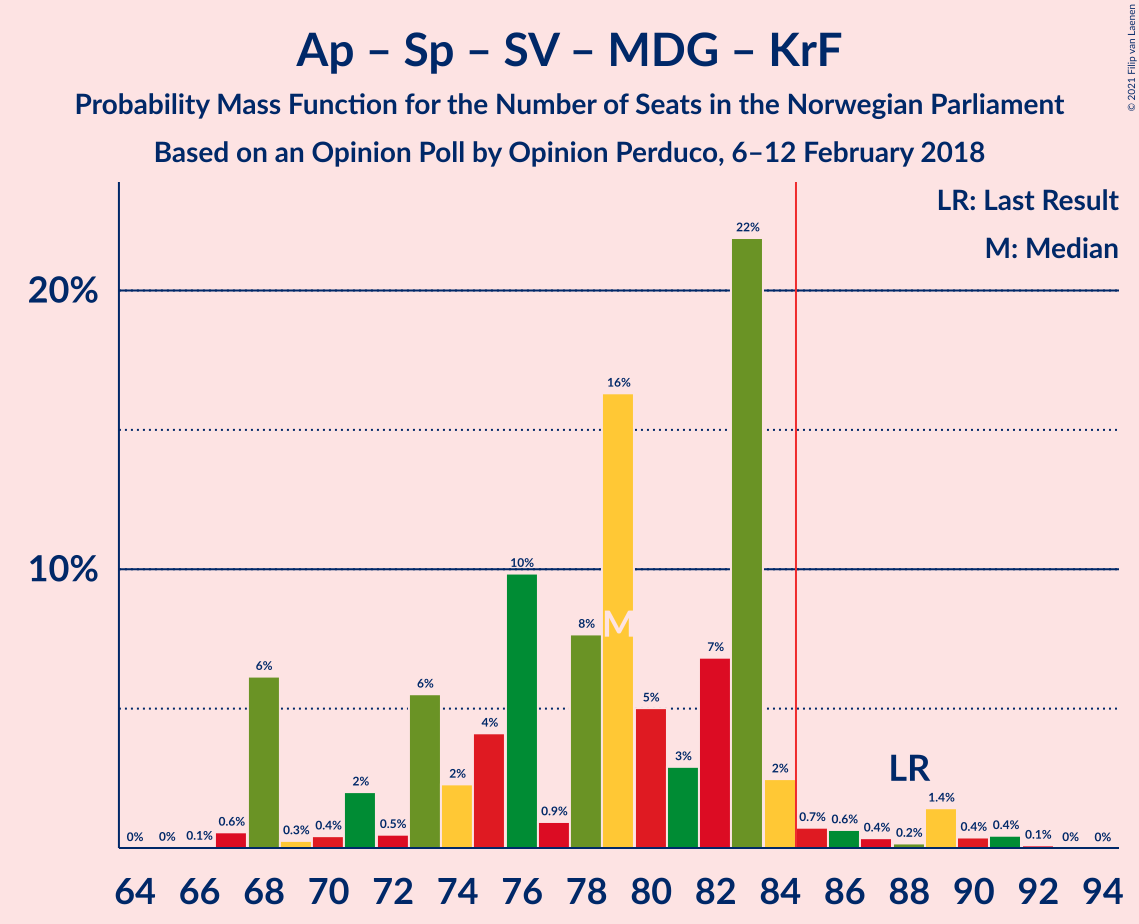 Ap – Sp – SV – MDG – KrF
Probability Mass Function for the Number of Seats in the Norwegian Parliament
Based on an Opinion Poll by Opinion Perduco, 6–12 February 2018
© 2021 Filip van Laenen
LR: Last Result
M: Median
20%
10%
0% 0% 0.1% 0.6% 6% 0.3% 0.4% 2% 0.5% 6% 2% 4% 10% 0.9% 8% 16% 5% 3% 7% 22% 2% 0.7% 0.6% 0.4% 0.2% 1.4% 0.4% 0.4% 0.1% 0% 0%
M
LR
64 66 68 70 72 74 76 78 80 82 84 86 88 90 92 94